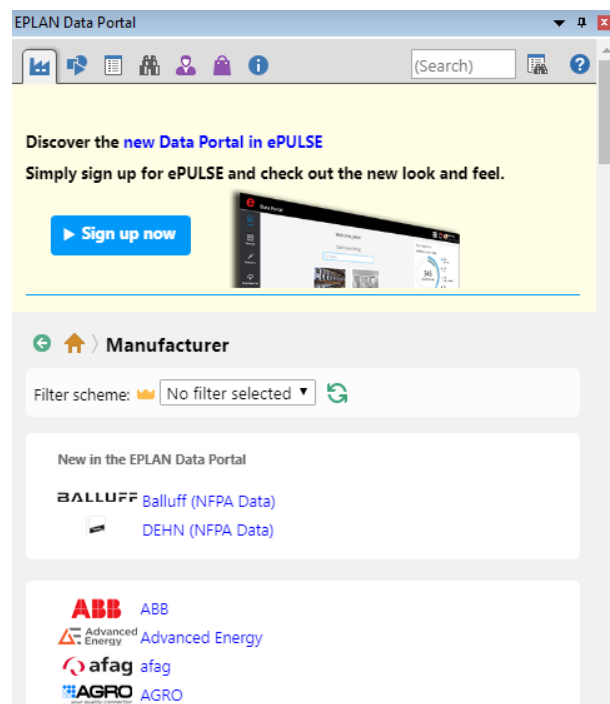 EPLAN Data Portal
(Search)
Discover the new Data Portal in ePULSE
Simply sign up for ePULSE and check out the new look and feel.
Sign up now
Data Portal
345
Manufacturer
Filter scheme: No filter selected
New in the EPLAN Data Portal
BALLUFF Balluff (NFPA Data)
DEHN (NFPA Data)
ABB ABB
Advanced Energy Advanced Energy
afag afag
AGRO AGRO